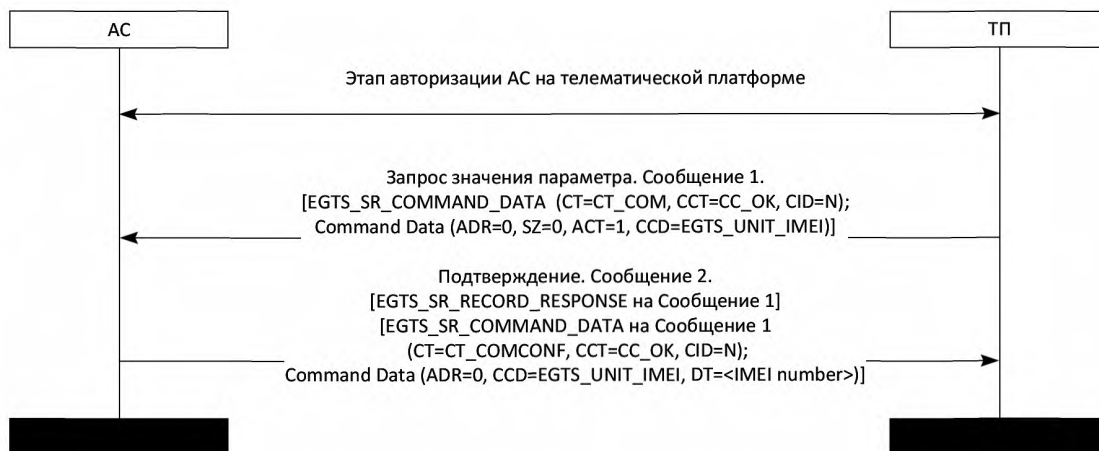 АС
ТП
Этап авторизации АС на телематической платформе
Запрос значения параметра. Сообщение 1.
[EGTS_SR_COMMAND_DATA (CT=CT_COM, CCT=CC_OK, CID=N);
Command Data (ADR=0, SZ=0, ACT=1, CCD=EGTS_UNIT_IMEI)]
Подтверждение. Сообщение 2.
[EGTS_SR_RECORD_RESPONSE на Сообщение 1]
[EGTS_SR_COMMAND_DATA на Сообщение 1
(CT=CT_COMCONF, CCT=CC_OK, CID=N);
Command Data (ADR=0, CCD=EGTS_UNIT_IMEI, DT=<IMEI number>)]